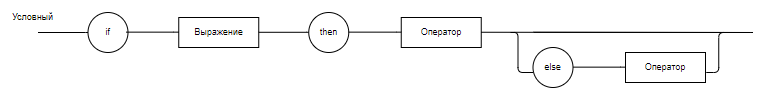 Условный
if Выражение then Оператор
else Оператор